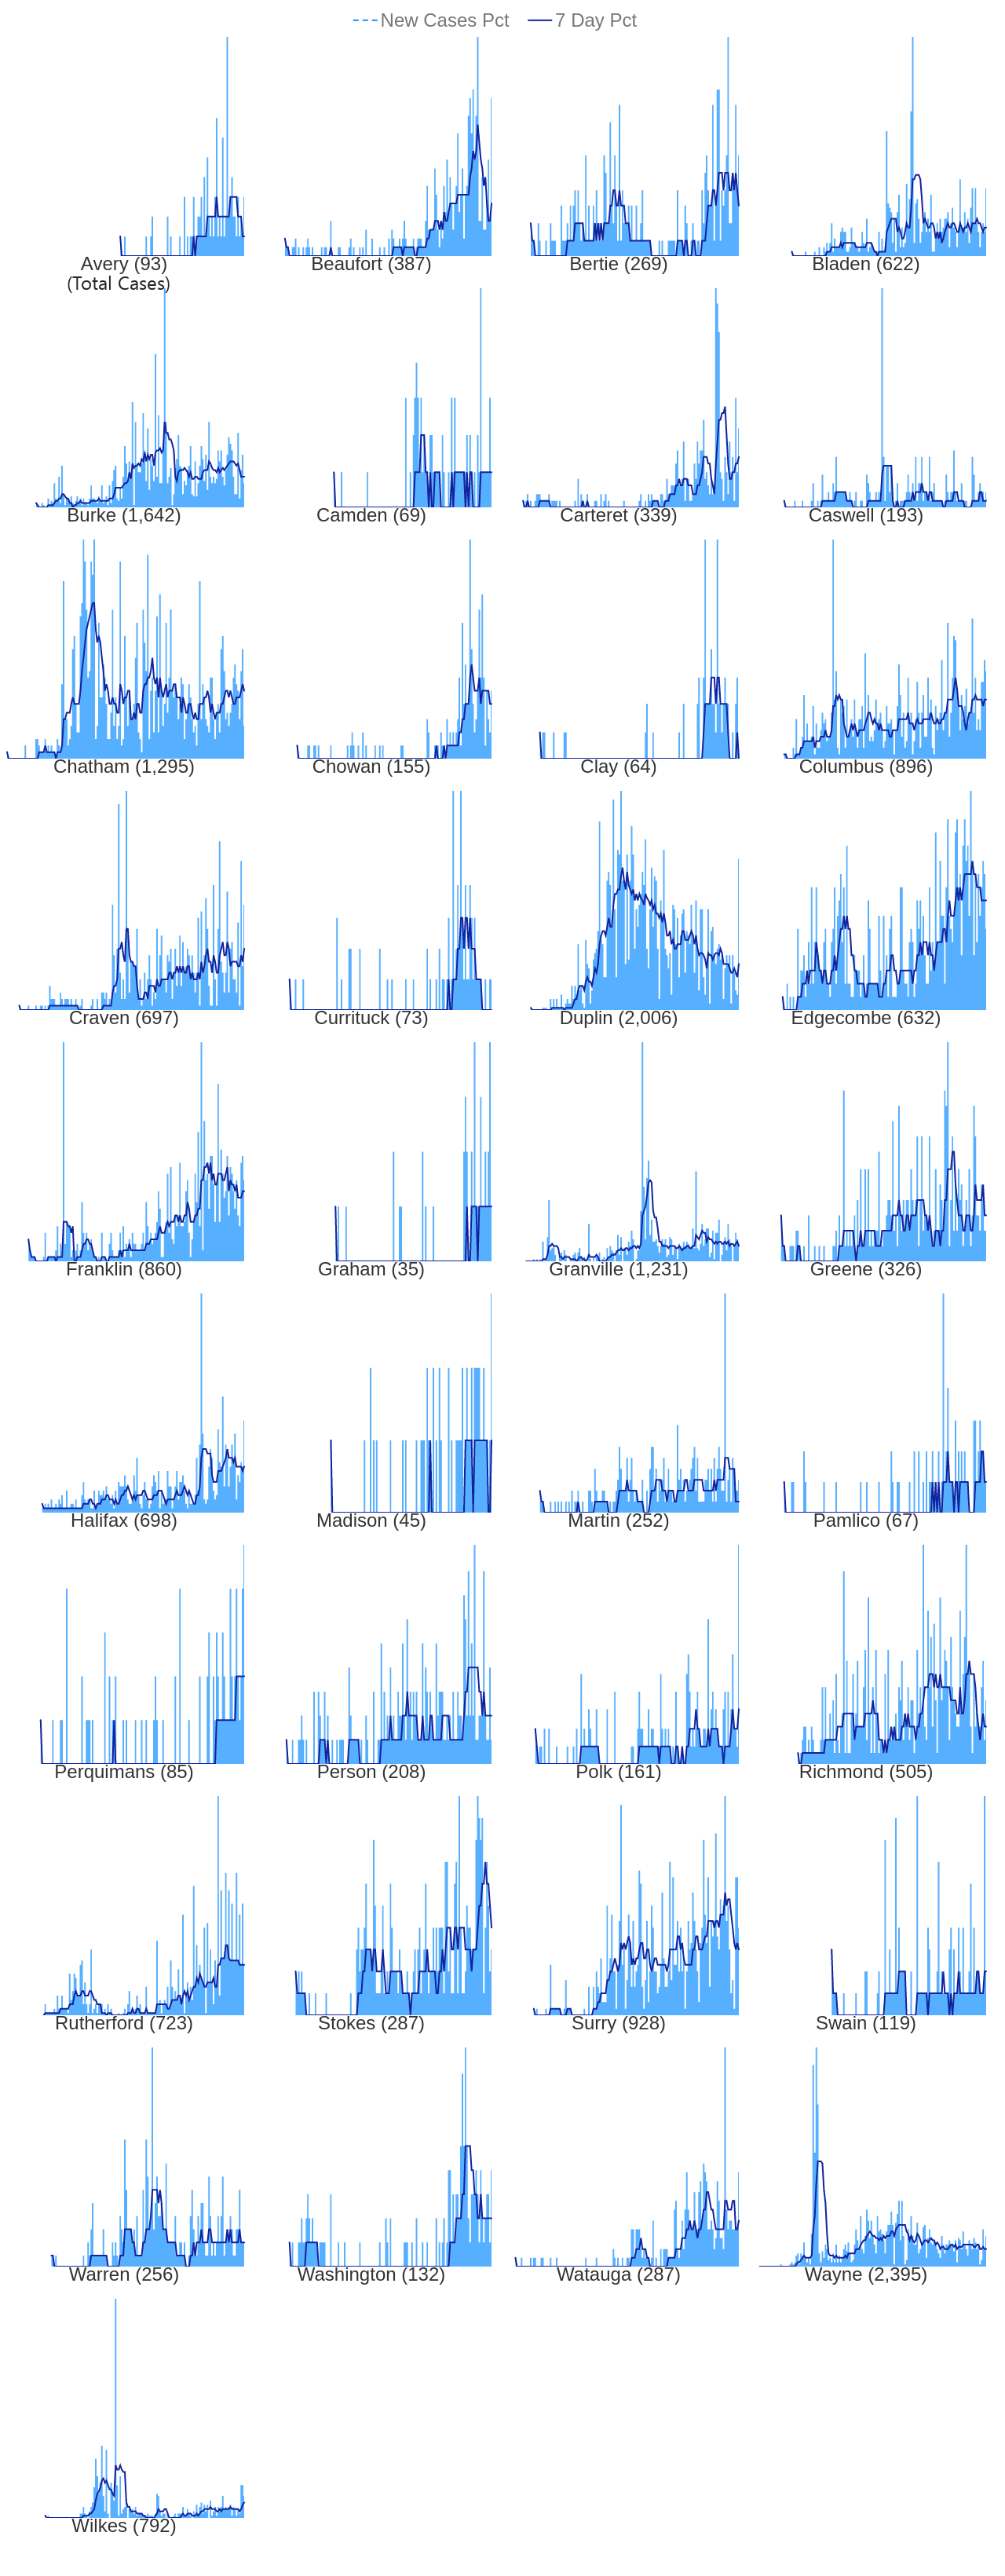 New Cases Pct 7 Day Pct
Avery (93) Beaufort (387) Bertie (269) Bladen (622)
(Total Cases)
Burke (1,642) Camden (69) Carteret (339) Caswell (193)
Chatham (1,295) Chowan (155) Clay (64) Columbus (896)
Craven (697) Currituck (73) Duplin (2,006) Edgecombe (632)
Franklin (860) Graham (35) Granville (1,231) Greene (326)
Halifax (698) Madison (45) Martin (252) Pamlico (67)
Perquimans (85) Person (208) Polk (161) Richmond (505)
Rutherford (723) Stokes (287) Surry (928) Swain (119)
Warren (256) Washington (132) Watauga (287) Wayne (2,395)
Wilkes (792)